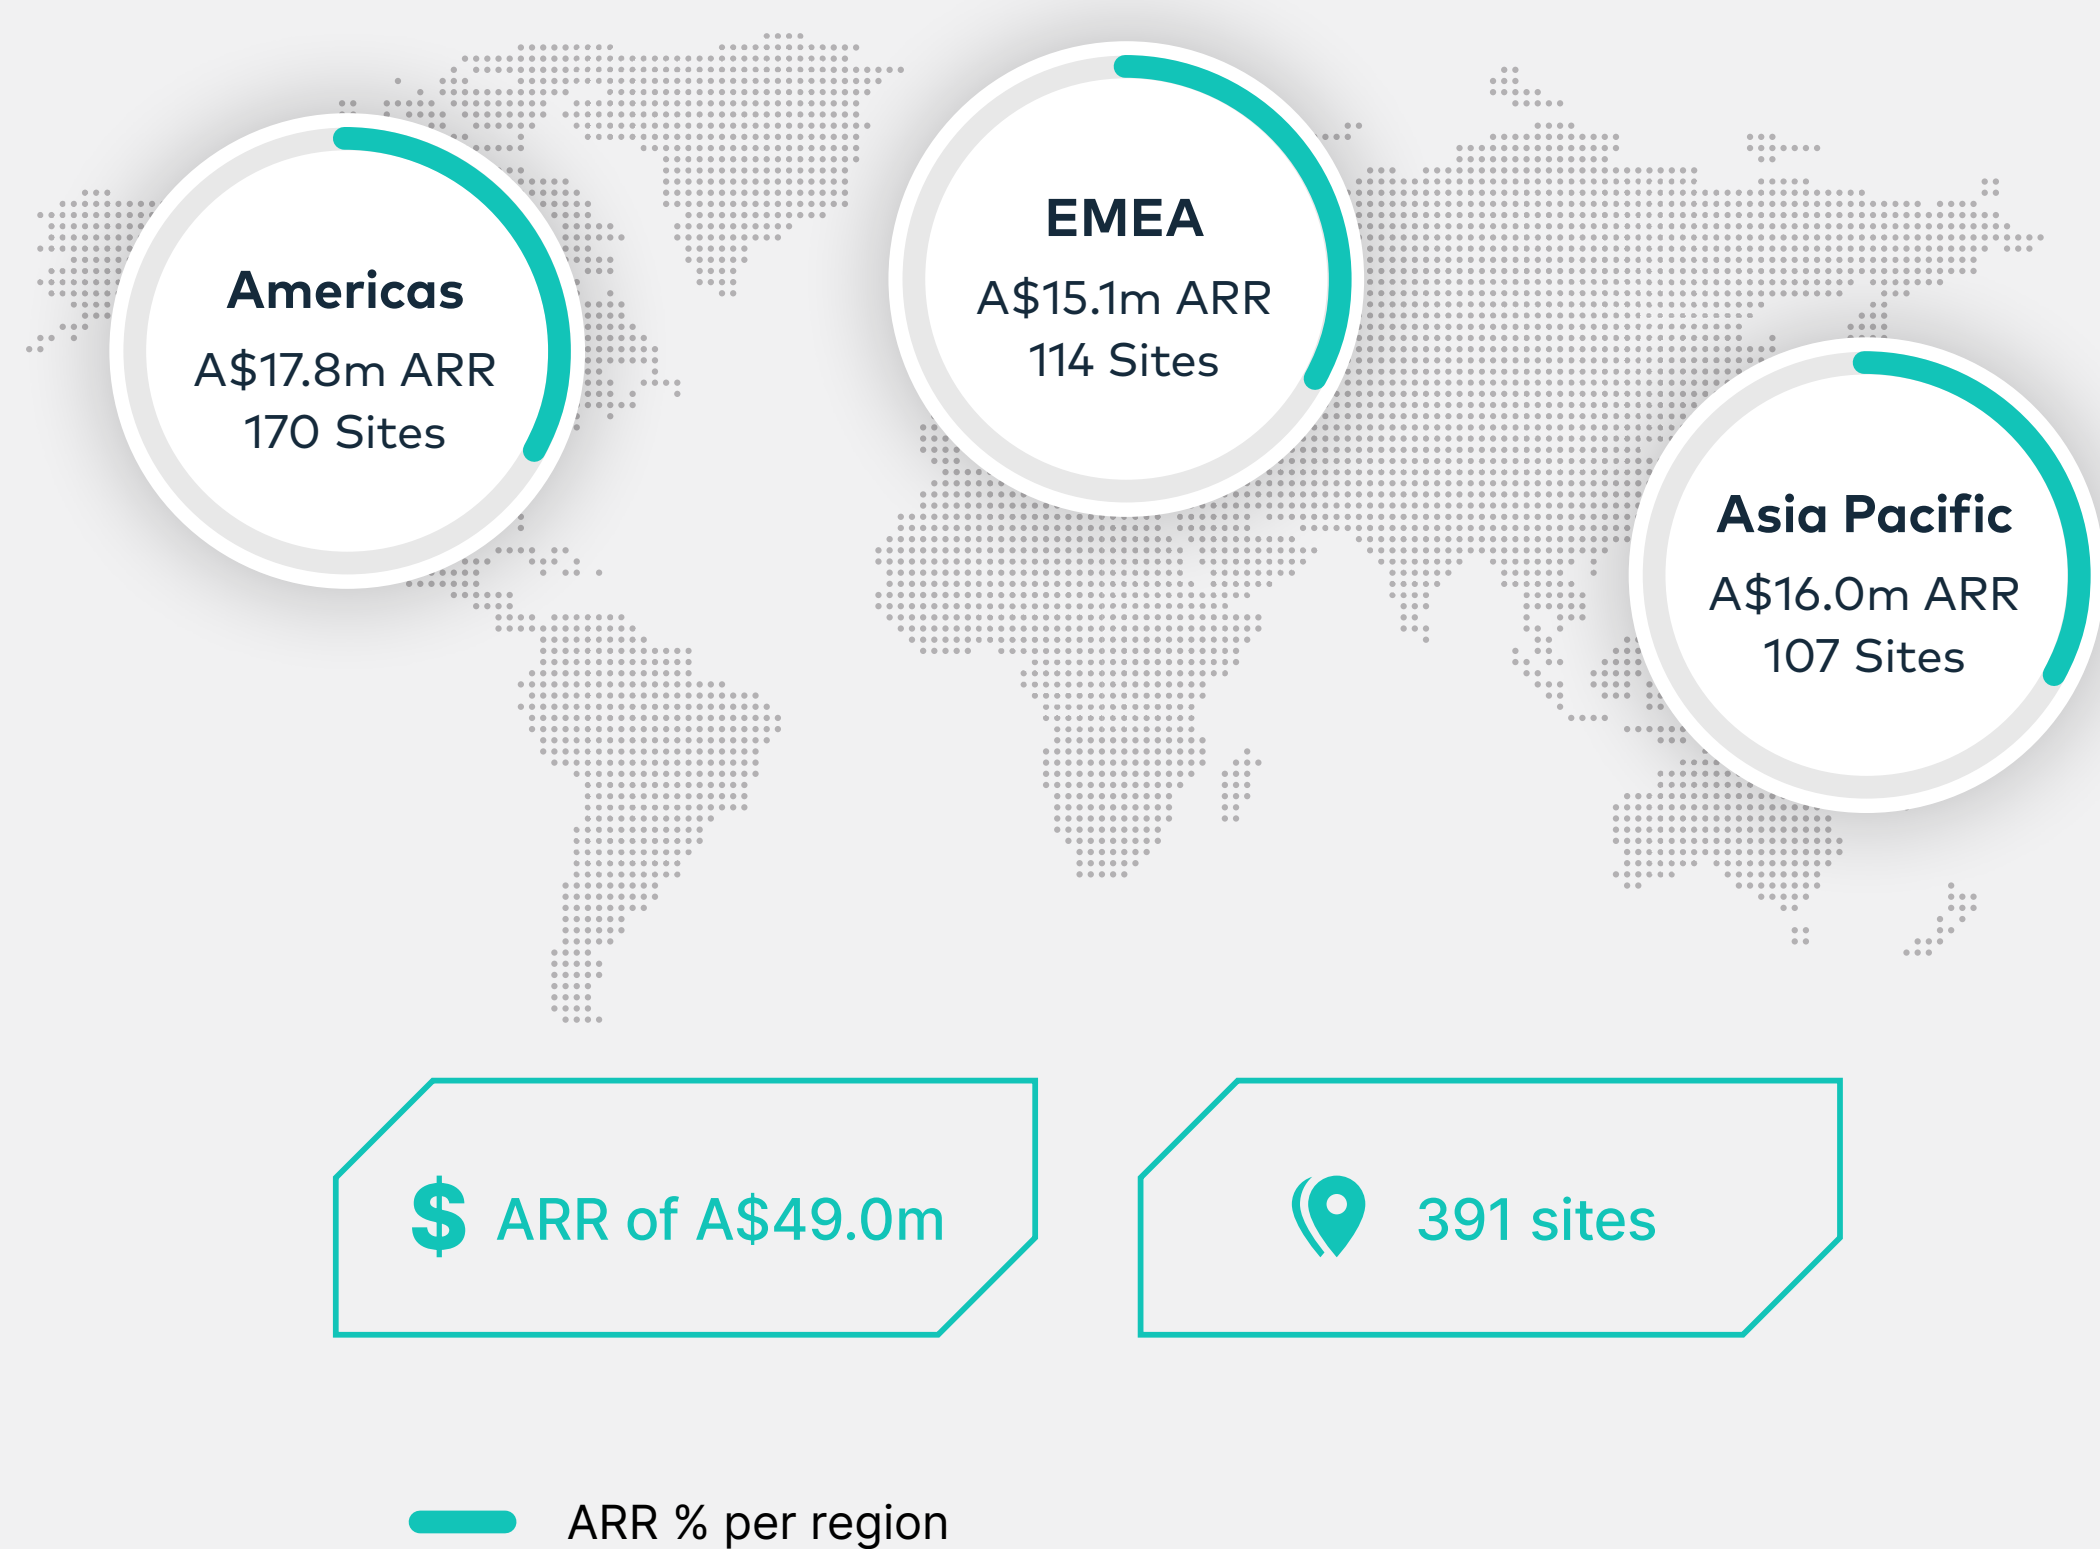 Americas
A$17.8m ARR
170 Sites
EMEA
A$15.1m ARR
114 Sites
Asia Pacific
A$16.0m ARR
107 Sites
$ ARR of A$49.0m
391 sites
ARR % per region